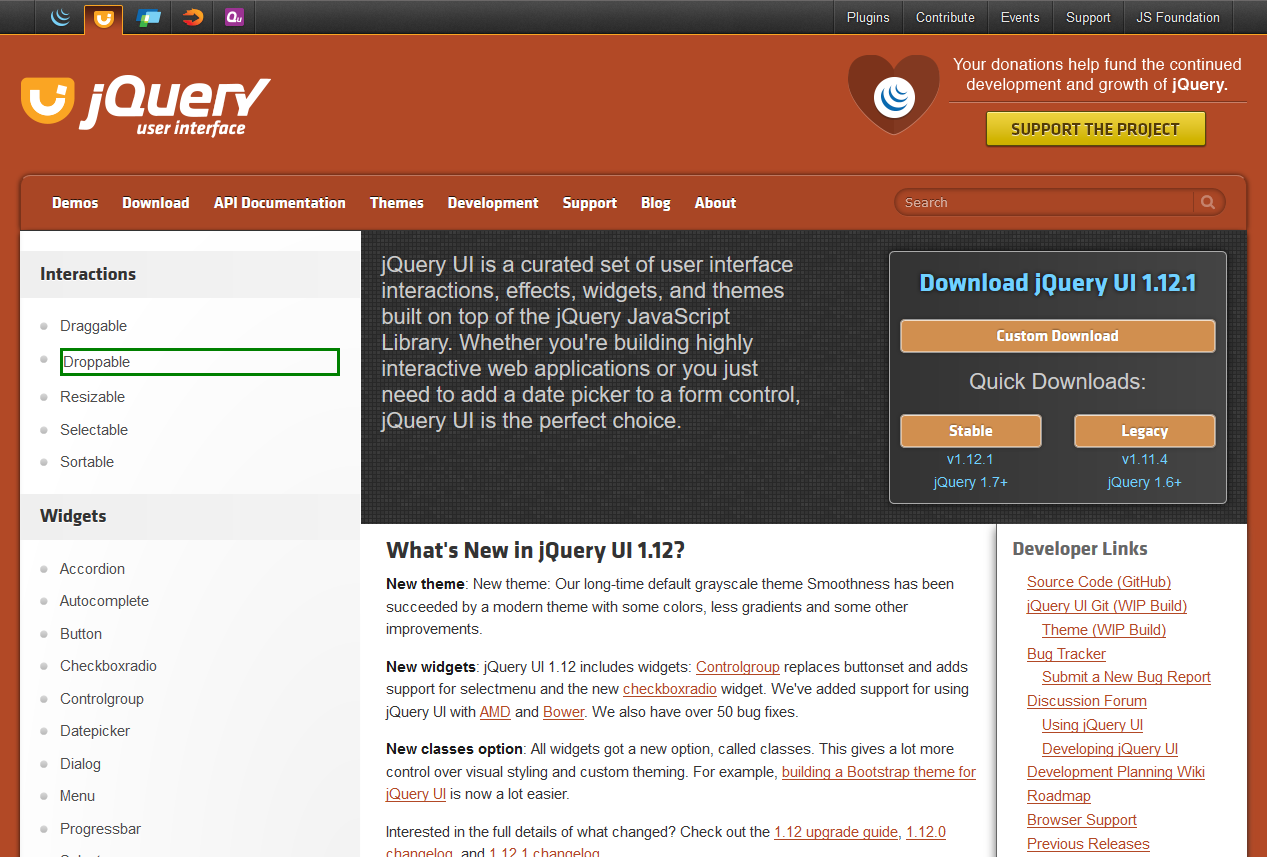 Qu
Plugins
Contribute
Events
Support
JS Foundation
jQuery
user interface
Your donations help fund the continued
development and growth of jQuery.
SUPPORT THE PROJECT
Demos
Download
API Documentation
Themes
Development
Support
Blog
About
Search
Interactions
Draggable
Droppable
Resizable
Selectable
Sortable
Widgets
Accordion
Autocomplete
Button
Checkboxradio
Controlgroup
Datepicker
Dialog
Menu
Progressbar
jQuery UI is a curated set of user interface
interactions, effects, widgets, and themes
built on top of the jQuery JavaScript
Library. Whether you're building highly
interactive web applications or you just
need to add a date picker to a form control,
jQuery UI is the perfect choice.
Download jQuery UI 1.12.1
Custom Download
Quick Downloads:
Stable
v1.12.1
jQuery 1.7+
Legacy
v1.11.4
jQuery 1.6+
What's New in jQuery UI 1.12?
New theme: New theme: Our long-time default grayscale theme Smoothness has been
succeeded by a modern theme with some colors, less gradients and some other
improvements.
New widgets: jQuery UI 1.12 includes widgets: Controlgroup replaces buttonset and adds
support for selectmenu and the new checkboxradio widget. We've added support for using
jQuery UI with AMD and Bower. We also have over 50 bug fixes.
New classes option: All widgets got a new option, called classes. This gives a lot more
control over visual styling and custom theming. For example, building a Bootstrap theme for
jQuery UI is now a lot easier.
Interested in the full details of what changed? Check out the 1.12 upgrade guide, 1.12.0
changelog, and 1.12.1 changelog.
Developer Links
Source Code (GitHub)
jQuery UI Git (WIP Build)
Theme (WIP Build)
Bug Tracker
Submit a New Bug Report
Discussion Forum
Using jQuery UI
Developing jQuery UI
Development Planning Wiki
Roadmap
Browser Support
Previous Releases